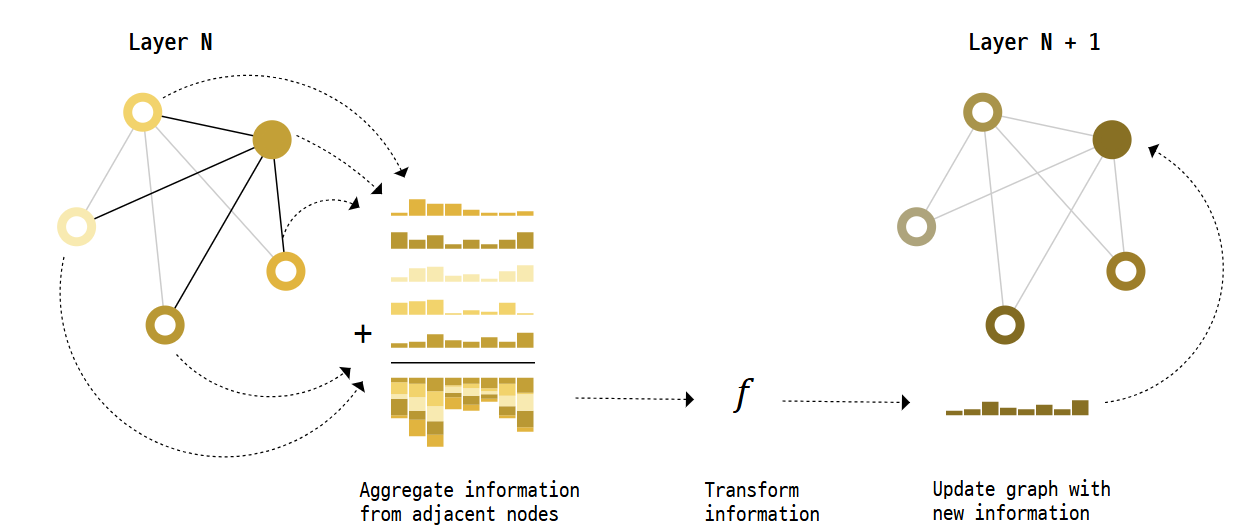 Layer N
Layer N + 1
+
f
Aggregate information
from adjacent nodes
Transform
information
Update graph with
new information